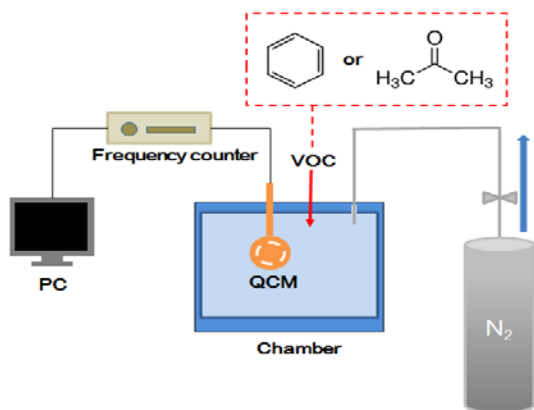 O
or
H₃C CH₃
Frequency counter
VOC
PC
QCM
N₂
Chamber